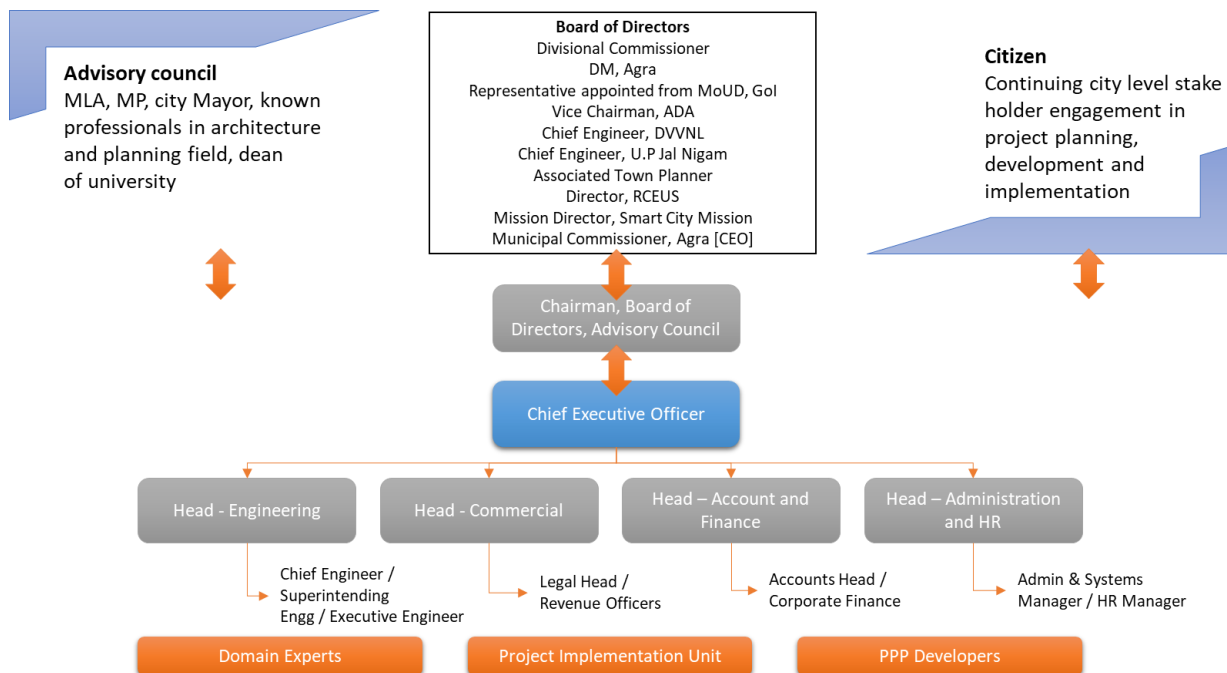 Advisory council
MLA, MP, city Mayor, known
professionals in architecture
and planning field, dean
of university
Board of Directors
Divisional Commissioner
DM, Agra
Representative appointed from MoUD, GoI
Vice Chairman, ADA
Chief Engineer, DVVNL
Chief Engineer, U.P Jal Nigam
Associated Town Planner
Director, RCEUS
Mission Director, Smart City Mission
Municipal Commissioner, Agra [CEO]
Citizen
Continuing city level stake
holder engagement in
project planning,
development and
implementation
Chairman, Board of
Directors, Advisory Council
Chief Executive Officer
Head - Engineering
Head - Commercial
Head – Account and
Finance
Head – Administration
and HR
Chief Engineer /
Superintending
Engg / Executive Engineer
Legal Head /
Revenue Officers
Accounts Head /
Corporate Finance
Admin & Systems
Manager / HR Manager
Domain Experts
Project Implementation Unit
PPP Developers